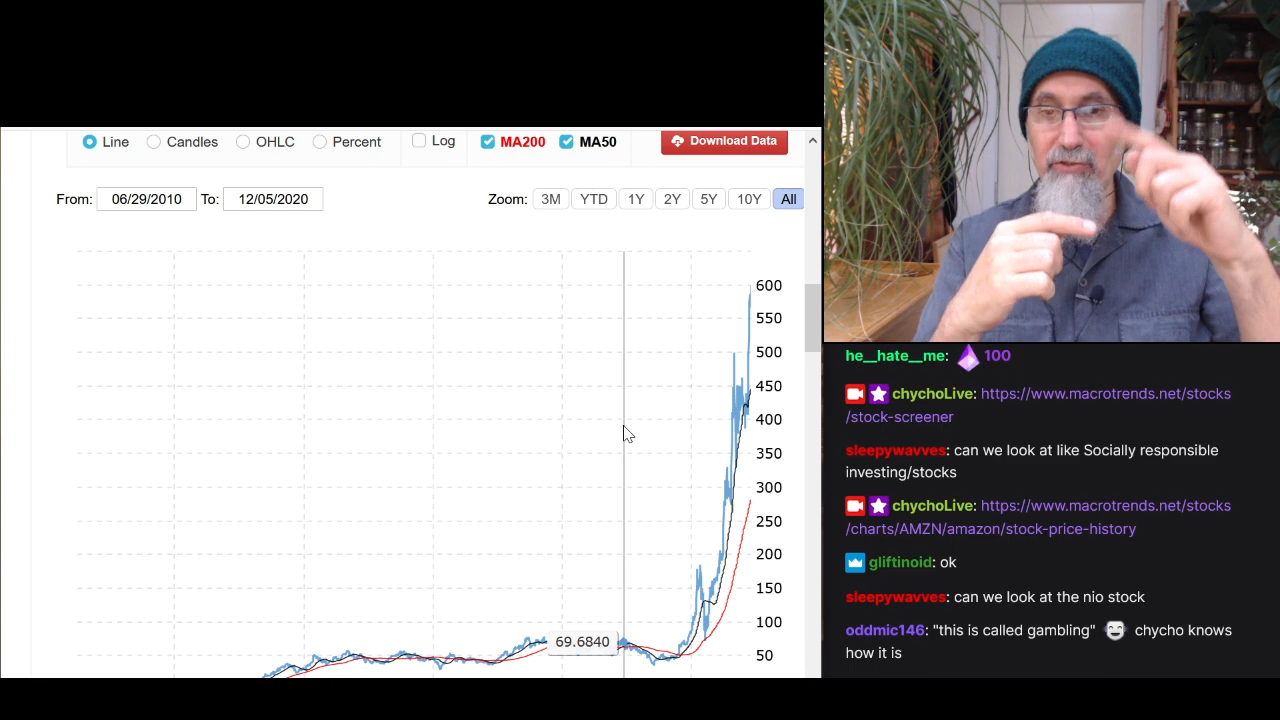 Line Candles OHLC Percent Log MA200 MA50 Download Data
From: 06/29/2010 To: 12/05/2020 Zoom: 3M YTD 1Y 2Y 5Y 10Y All
600
550
500
450
400
350
300
250
200
150
100
69.6840
50
he__hate__me: 100
chychoLive: https://www.macrotrends.net/stocks
/stock-screener
sleepywavves: can we look at like Socially responsible
investing/stocks
chychoLive: https://www.macrotrends.net/stocks
/charts/AMZN/amazon/stock-price-history
gliftinoid: ok
sleepywavves: can we look at the nio stock
oddmic146: "this is called gambling" chycho knows
how it is